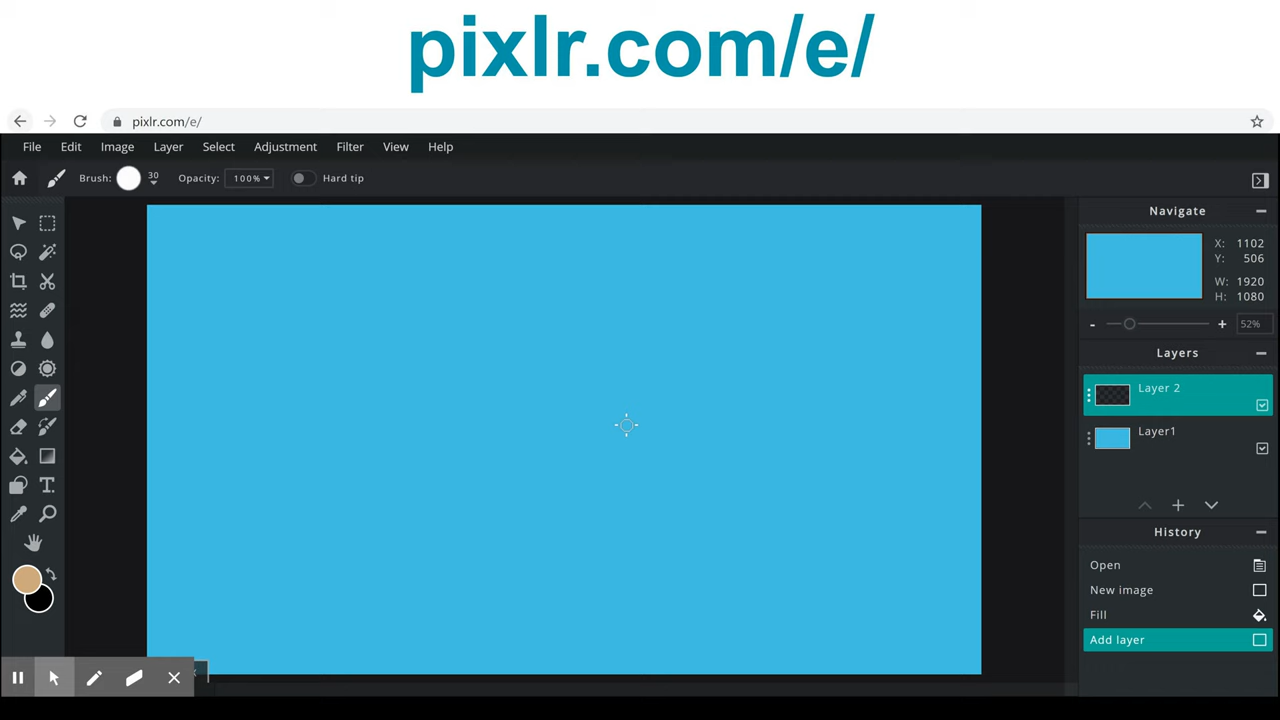 pixlr.com/e/
pixlr.com/e/
File Edit Image Layer Select Adjustment Filter View Help
Brush: 30 Opacity: 100% Hard tip
Navigate
X: 1102
Y: 506
W: 1920
H: 1080
- + 52%
Layers
Layer 2
Layer1
History
Open
New image
Fill
Add layer